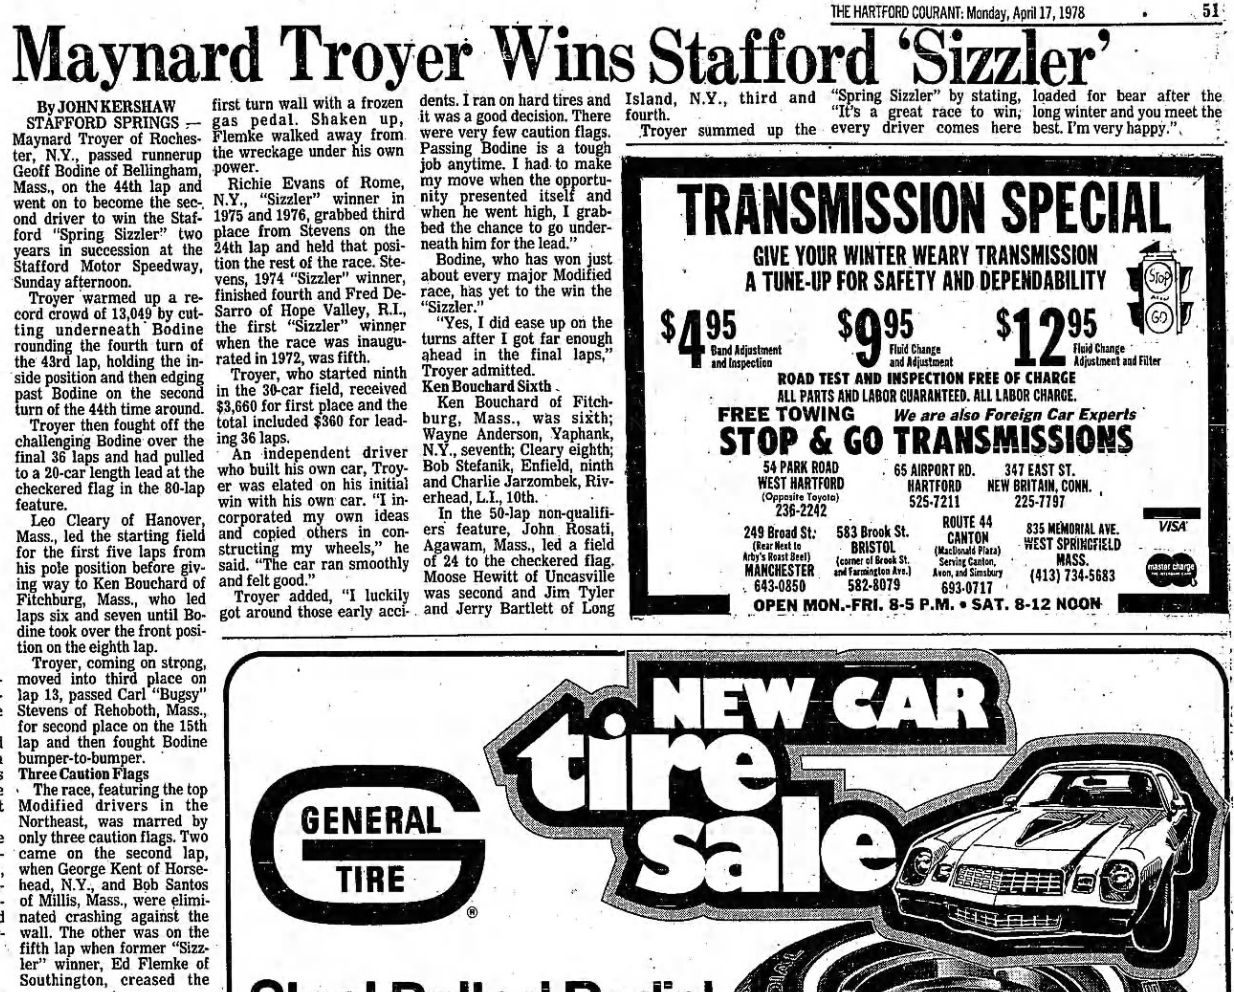 THE HARTFORD COURANT: Monday, April 17, 1978
51
Maynard Troyer Wins Stafford ‘Sizzler’
By JOHN KERSHAW
STAFFORD SPRINGS —
Maynard Troyer of Roches-
ter, N.Y., passed runnerup
Geoff Bodine of Bellingham,
Mass., on the 44th lap and
went on to become the sec-
ond driver to win the Staf-
ford “Spring Sizzler” two
years in succession at the
Stafford Motor Speedway,
Sunday afternoon.
Troyer warmed up a re-
cord crowd of 13,049 by cut-
ting underneath Bodine
rounding the fourth turn of
the 43rd lap, holding the in-
side position and then edging
past Bodine on the second
turn of the 44th time around.
Troyer then fought off the
challenging Bodine over the
final 36 laps and had pulled
to a 20-car length lead at the
checkered flag in the 80-lap
feature.
Leo Cleary of Hanover,
Mass., led the starting field
for the first five laps from
his pole position before giv-
ing way to Ken Bouchard of
Fitchburg, Mass., who led
laps six and seven until Bo-
dine took over the front posi-
tion on the eighth lap.
Troyer, coming on strong,
moved into third place on
lap 13, passed Carl “Bugsy”
Stevens of Rehoboth, Mass.,
for second place on the 15th
lap and then fought Bodine
bumper-to-bumper.
Three Caution Flags
The race, featuring the top
Modified drivers in the
Northeast, was marred by
only three caution flags. Two
came on the second lap,
when George Kent of Horse-
head, N.Y., and Bob Santos
of Millis, Mass., were elimi-
nated crashing against the
wall. The other was on the
fifth lap when former “Sizz-
ler” winner, Ed Flemke of
Southington, creased the
first turn wall with a frozen
gas pedal. Shaken up,
Flemke walked away from
the wreckage under his own
power.
Richie Evans of Rome,
N.Y., “Sizzler” winner in
1975 and 1976, grabbed third
place from Stevens on the
24th lap and held that posi-
tion the rest of the race. Ste-
vens, 1974 “Sizzler” winner,
finished fourth and Fred De-
Sarro of Hope Valley, R.I.,
the first “Sizzler” winner
when the race was inaugu-
rated in 1972, was fifth.
Troyer, who started ninth
in the 30-car field, received
$3,660 for first place and the
total included $360 for lead-
ing 36 laps.
An independent driver
who built his own car, Troy-
er was elated on his initial
win with his own car. “I in-
corporated my own ideas
and copied others in con-
structing my wheels,” he
said. “The car ran smoothly
and felt good.”
Troyer added, “I luckily
got around those early acci-
dents. I ran on hard tires and
it was a good decision. There
were very few caution flags.
Passing Bodine is a tough
job anytime. I had to make
my move when the opportu-
nity presented itself and
when he went high, I grab-
bed the chance to go under-
neath him for the lead.”
Bodine, who has won just
about every major Modified
race, has yet to the win the
“Sizzler.”
“Yes, I did ease up on the
turns after I got far enough
ahead in the final laps,”
Troyer admitted.
Ken Bouchard Sixth
Ken Bouchard of Fitch-
burg, Mass., was sixth;
Wayne Anderson, Yaphank,
N.Y., seventh; Cleary eighth;
Bob Stefanik, Enfield, ninth
and Charlie Jarzombek, Riv-
erhead, L.I., 10th.
In the 50-lap non-qualifi-
ers feature, John Rosati,
Agawam, Mass., led a field
of 24 to the checkered flag.
Moose Hewitt of Uncasville
was second and Jim Tyler
and Jerry Bartlett of Long
Island, N.Y., third and
fourth.
Troyer summed up the
“Spring Sizzler” by stating,
“It’s a great race to win;
every driver comes here
loaded for bear after the
long winter and you meet the
best. I’m very happy.”
TRANSMISSION SPECIAL
GIVE YOUR WINTER WEARY TRANSMISSION
A TUNE-UP FOR SAFETY AND DEPENDABILITY
STOP
AND
GO
$4 95
Band Adjustment
and Inspection
$9 95
Fluid Change
and Adjustment
$12 95
Fluid Change
Adjustment and Filter
ROAD TEST AND INSPECTION FREE OF CHARGE
ALL PARTS AND LABOR GUARANTEED. ALL LABOR CHARGE.
FREE TOWING We are also Foreign Car Experts
STOP & GO TRANSMISSIONS
54 PARK ROAD
WEST HARTFORD
(Opposite Toyota)
236-2242
65 AIRPORT RD.
HARTFORD
525-7211
347 EAST ST.
NEW BRITAIN, CONN.
225-7797
249 Broad St.
(Rear Next to
Arby's Roast Beef)
MANCHESTER
643-0850
583 Brook St.
BRISTOL
(corner of Brook St.
and Farmington Ave.)
582-8079
ROUTE 44
CANTON
(MacDonald Plaza)
Serving Canton,
Avon, and Simsbury
693-0717
835 MEMORIAL AVE.
WEST SPRINGFIELD
MASS.
(413) 734-5683
VISA
master charge
OPEN MON.-FRI. 8-5 P.M. • SAT. 8-12 NOON
NEW CAR
tire
sale
GENERAL
TIRE
®